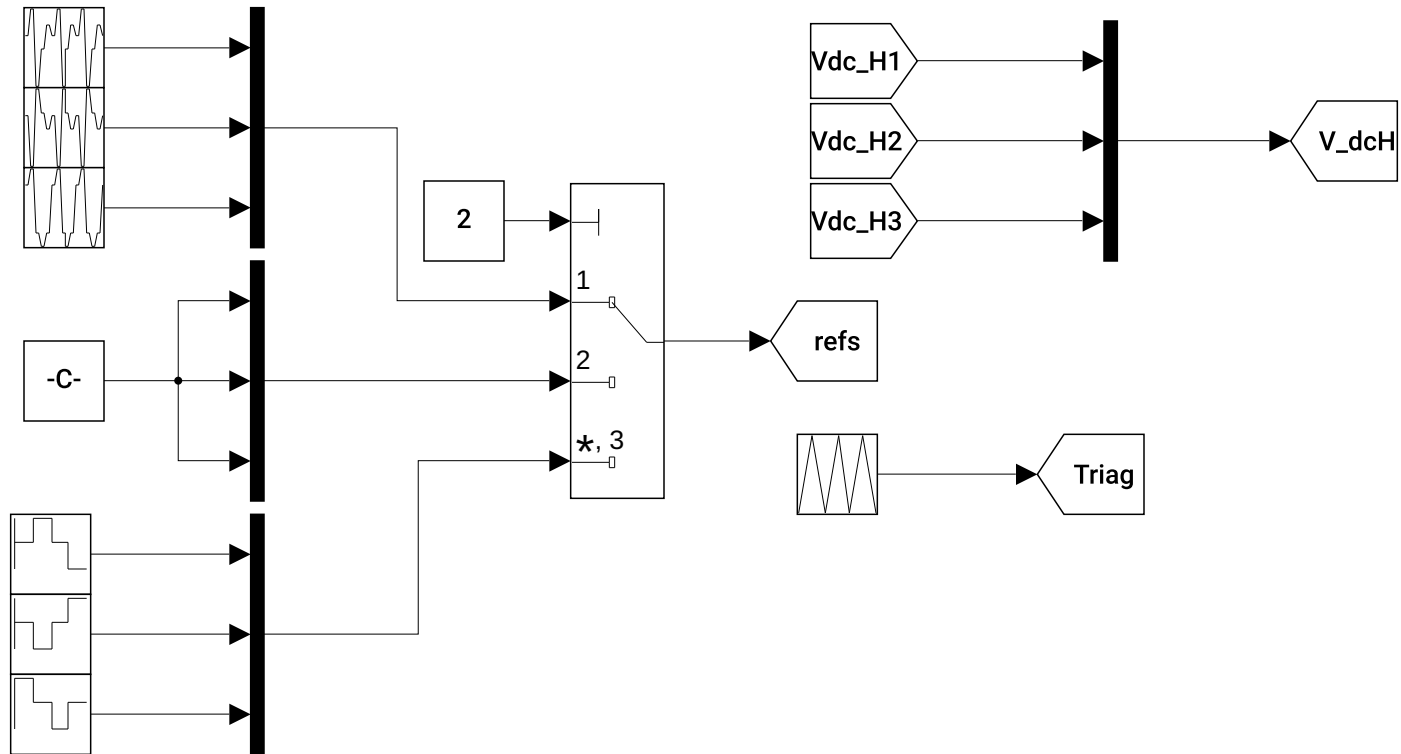 Vdc_H1
Vdc_H2
V_dcH
2
Vdc_H3
1
refs
2
-C-
*, 3
Triag